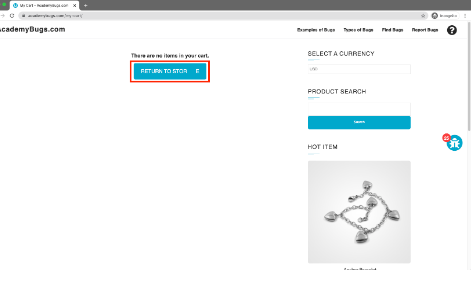 My Cart – AcademyBugs.com
academybugs.com/my-cart/
Incognito
AcademyBugs.com
Examples of Bugs
Types of Bugs
Find Bugs
Report Bugs
?
There are no items in your cart.
RETURN TO STOR E
SELECT A CURRENCY
PRODUCT SEARCH
HOT ITEM